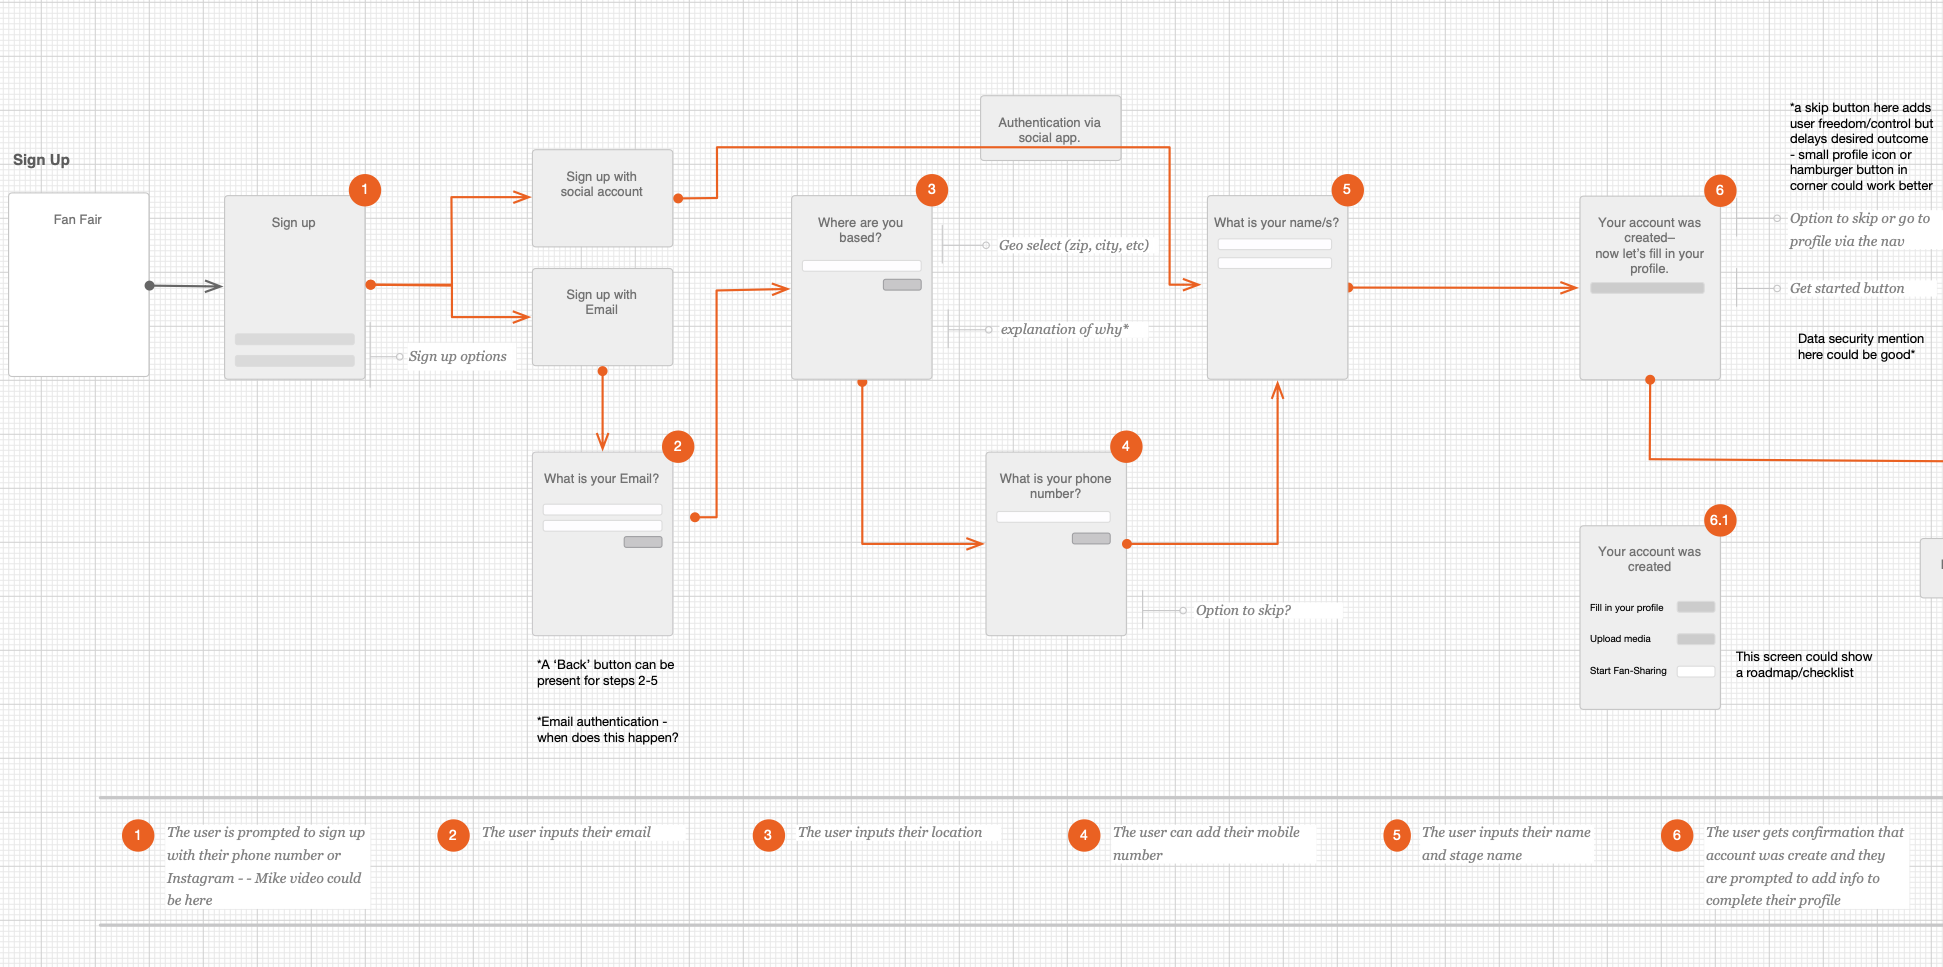 Sign Up
Fan Fair
1
Sign up
Sign up options
Sign up with
social account
Sign up with
Email
2
What is your Email?
*A ‘Back’ button can be
present for steps 2-5
*Email authentication -
when does this happen?
3
Where are you
based?
Geo select (zip, city, etc)
explanation of why*
Authentication via
social app.
4
What is your phone
number?
Option to skip?
5
What is your name/s?
6
Your account was
created–
now let’s fill in your
profile.
*a skip button here adds
user freedom/control but
delays desired outcome
- small profile icon or
hamburger button in
corner could work better
Option to skip or go to
profile via the nav
Get started button
Data security mention
here could be good*
6.1
Your account was
created
Fill in your profile
Upload media
Start Fan-Sharing
This screen could show
a roadmap/checklist
1
The user is prompted to sign up
with their phone number or
Instagram - - Mike video could
be here
2
The user inputs their email
3
The user inputs their location
4
The user can add their mobile
number
5
The user inputs their name
and stage name
6
The user gets confirmation that
account was create and they
are prompted to add info to
complete their profile